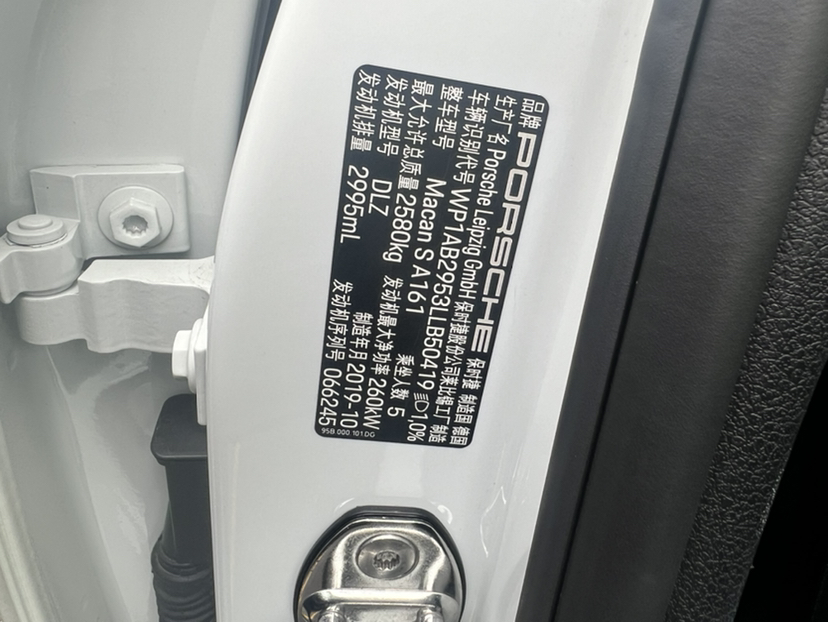 品牌 PORSCHE 保时捷 制造国 德国
生产厂名 Porsche Leipzig GmbH 保时捷股份公司莱比锡工厂 制造
车辆识别代号 WP1AB2953LLB50419 1,0%
整车型号 Macan S A161 乘坐人数 5
最大允许总质量 2580kg 发动机最大净功率 260kW
发动机型号 DLZ 制造年月 2019-10
发动机排量 2995mL 发动机序列号 066245
95B 000 101 DG